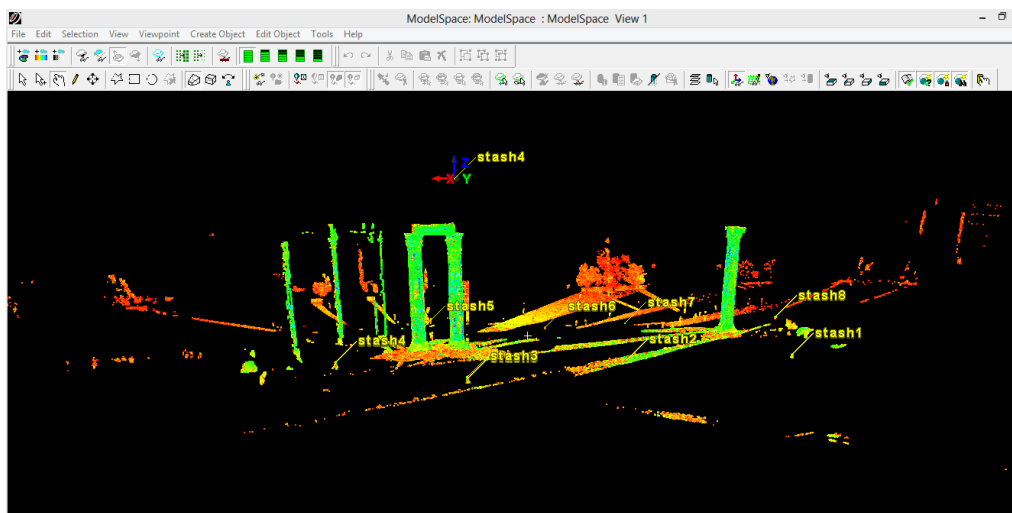 ModelSpace: ModelSpace : ModelSpace View 1
File Edit Selection View Viewpoint Create Object Edit Object Tools Help
stash4
Z
X Y
stash8
stash7
stash5 stash6
stash1
stash4 stash2
stash3